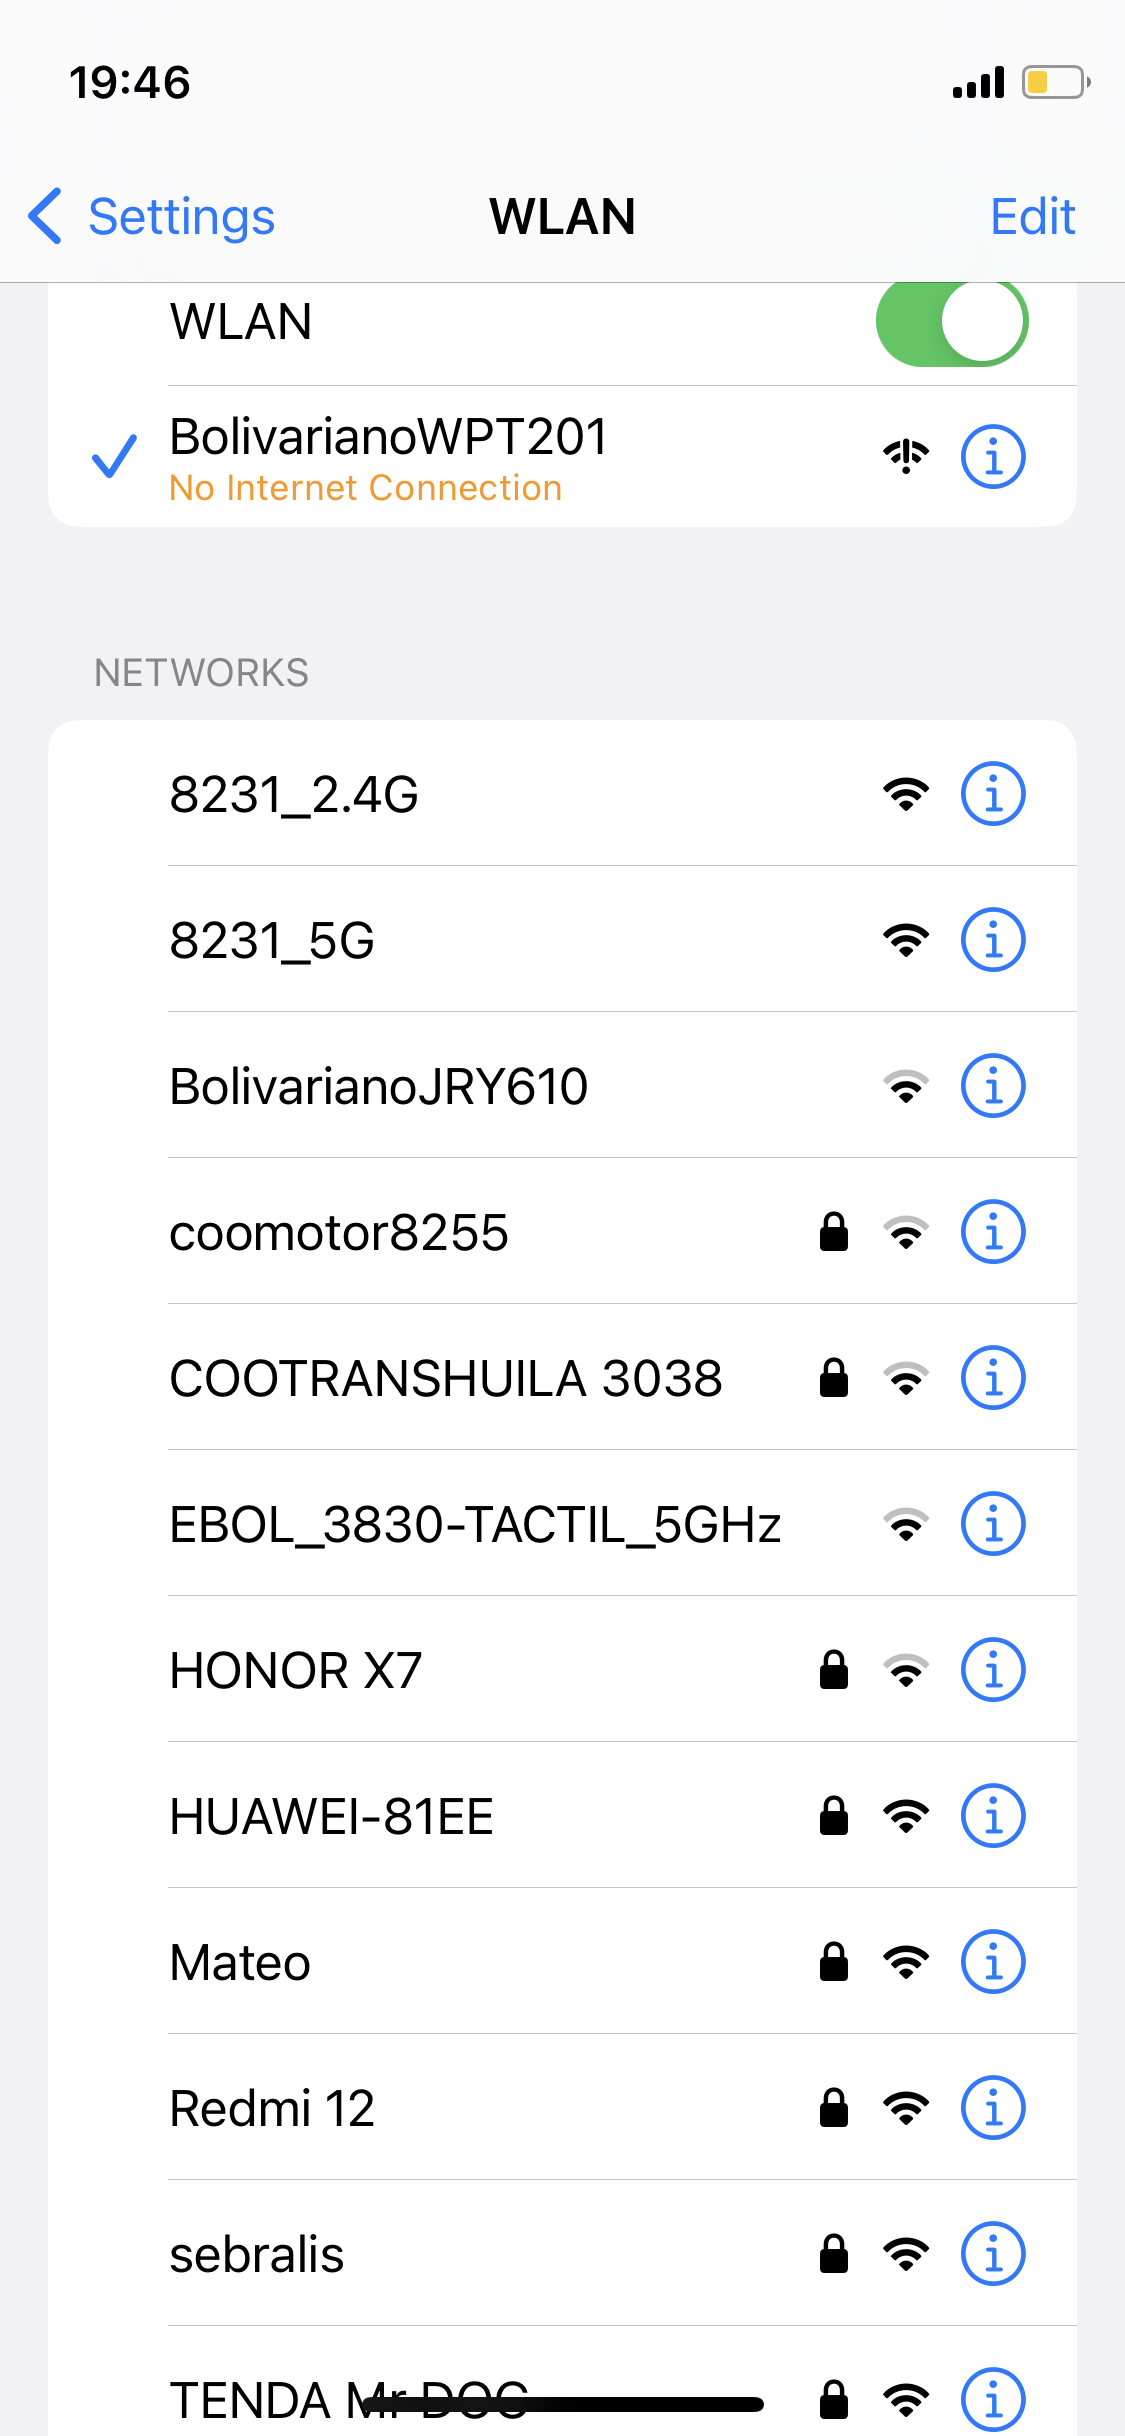 19:46
Settings
WLAN
Edit
WLAN
BolivarianoWPT201
No Internet Connection
NETWORKS
8231_2.4G
8231_5G
BolivarianoJRY610
coomotor8255
COOTRANSHUILA 3038
EBOL_3830-TACTIL_5GHz
HONOR X7
HUAWEI-81EE
Mateo
Redmi 12
sebralis
TENDA Mr DOG